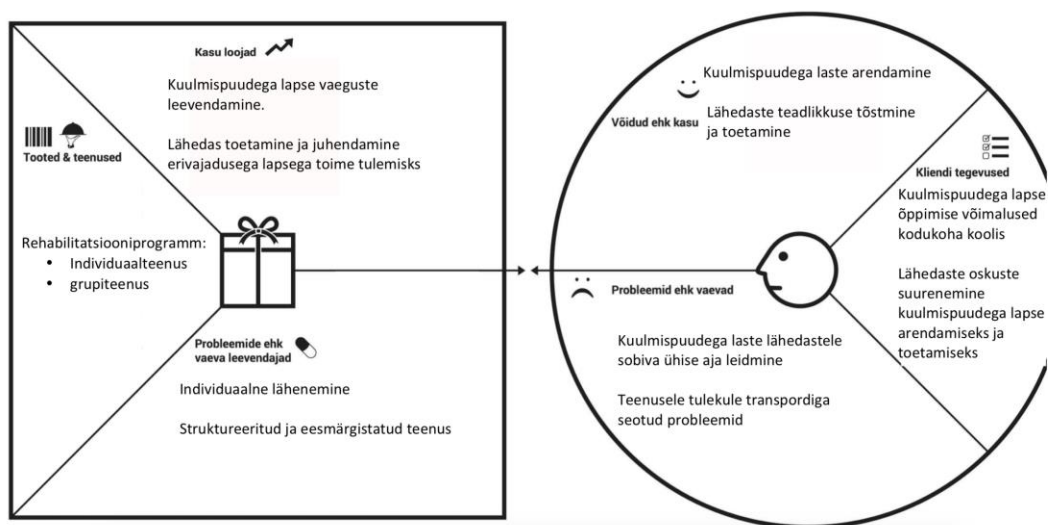 Kasu loojad
Kuulmispuudega lapse vaeguste
leevendamine.
Lähedas toetamine ja juhendamine
erivajadusega lapsega toime tulemisks
Tooted & teenused
Rehabilitatsiooniprogramm:
• Individuaalteenus
• grupiteenus
Probleemide ehk
vaeva leevendajad
Individuaalne lähenemine
Struktureeritud ja eesmärgistatud teenus
Kuulmispuudega laste arendamine
Võidud ehk kasu
Lähedaste teadlikkuse tõstmine
ja toetamine
Kliendi tegevused
Kuulmispuudega lapse
õppimise võimalused
kodukoha koolis
Lähedaste oskuste
suurenemine
kuulmispuudega lapse
arendamiseks ja
toetamiseks
Probleemid ehk vaevad
Kuulmispuudega laste lähedastele
sobiva ühise aja leidmine
Teenusele tulekule transpordiga
seotud probleemid